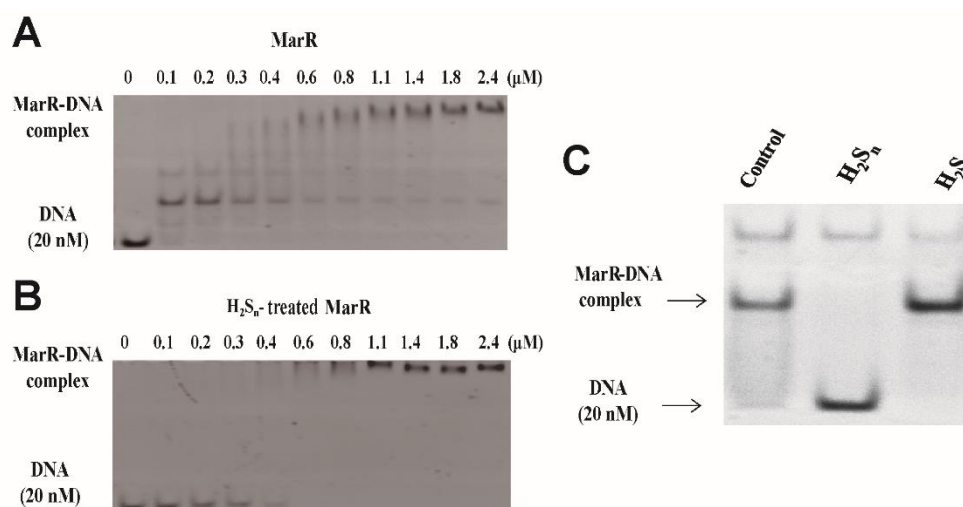 A
MarR
0 0.1 0.2 0.3 0.4 0.6 0.8 1.1 1.4 1.8 2.4 (μM)
MarR-DNA
complex
DNA
(20 nM)
B
H₂Sₙ-treated MarR
0 0.1 0.2 0.3 0.4 0.6 0.8 1.1 1.4 1.8 2.4 (μM)
MarR-DNA
complex
DNA
(20 nM)
C
Control
H₂Sₙ
H₂S
MarR-DNA
complex
DNA
(20 nM)